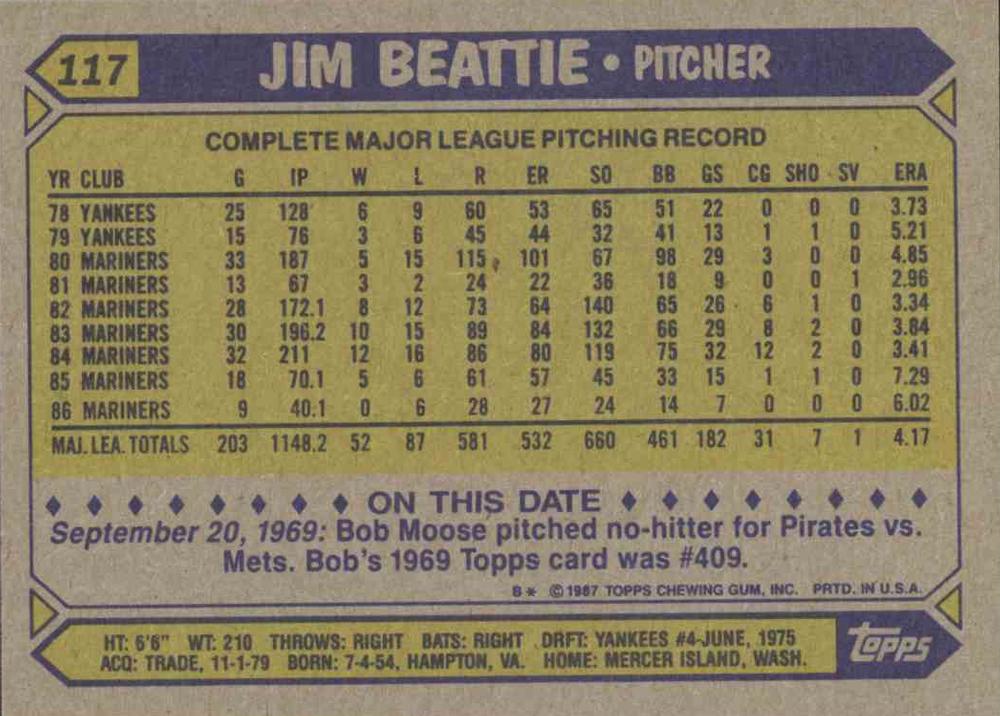 117 JIM BEATTIE • PITCHER
COMPLETE MAJOR LEAGUE PITCHING RECORD
YR CLUB G IP W L R ER SO BB GS CG SHO SV ERA
78 YANKEES 25 128 6 9 60 53 65 51 22 0 0 0 3.73
79 YANKEES 15 76 3 6 45 44 32 41 13 1 1 0 5.21
80 MARINERS 33 187 5 15 115 101 67 98 29 3 0 0 4.85
81 MARINERS 13 67 3 2 24 22 36 18 9 0 0 1 2.96
82 MARINERS 28 172.1 8 12 73 64 140 65 26 6 1 0 3.34
83 MARINERS 30 196.2 10 15 89 84 132 66 29 8 2 0 3.84
84 MARINERS 32 211 12 16 86 80 119 75 32 12 2 0 3.41
85 MARINERS 18 70.1 5 6 61 57 45 33 15 1 1 0 7.29
86 MARINERS 9 40.1 0 6 28 27 24 14 7 0 0 0 6.02
MAJ. LEA. TOTALS 203 1148.2 52 87 581 532 660 461 182 31 7 1 4.17
♦ ♦ ♦ ♦ ♦ ♦ ♦ ♦ ON THIS DATE ♦ ♦ ♦ ♦ ♦ ♦ ♦ ♦
September 20, 1969: Bob Moose pitched no-hitter for Pirates vs.
Mets. Bob's 1969 Topps card was #409.
B* © 1987 TOPPS CHEWING GUM, INC. PRTD. IN U.S.A.
HT: 6'6" WT: 210 THROWS: RIGHT BATS: RIGHT DRFT: YANKEES #4-JUNE, 1975
ACQ: TRADE, 11-1-79 BORN: 7-4-54, HAMPTON, VA. HOME: MERCER ISLAND, WASH.
topps